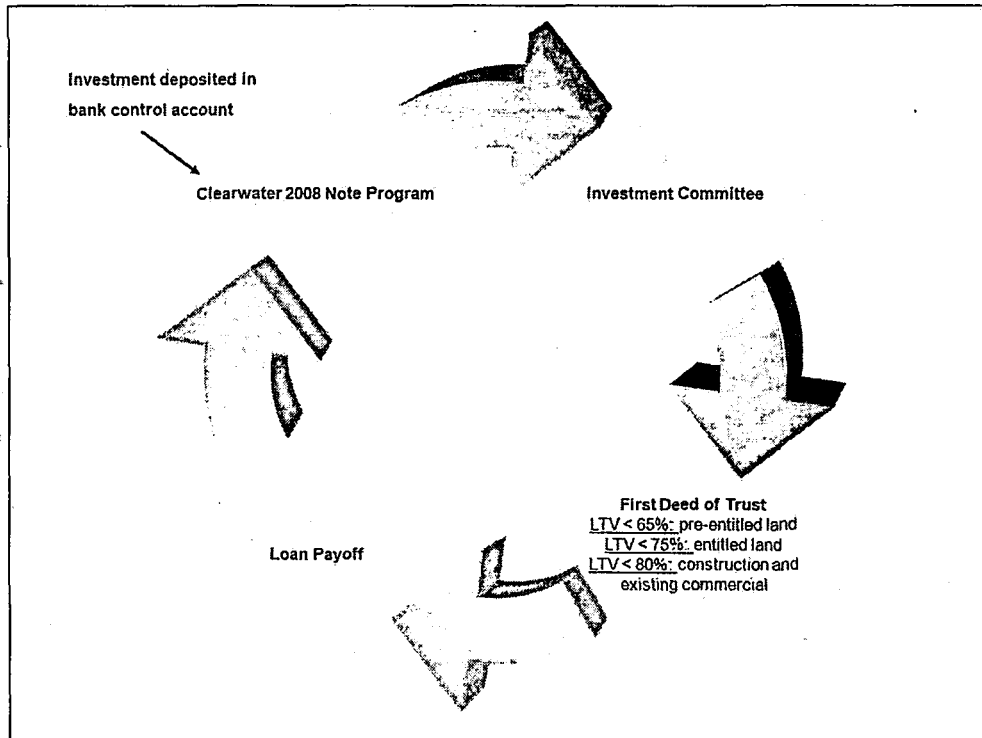 Investment deposited in
bank control account
Clearwater 2008 Note Program
Investment Committee
First Deed of Trust
LTV < 65%: pre-entitled land
LTV < 75%: entitled land
LTV < 80%: construction and
existing commercial
Loan Payoff